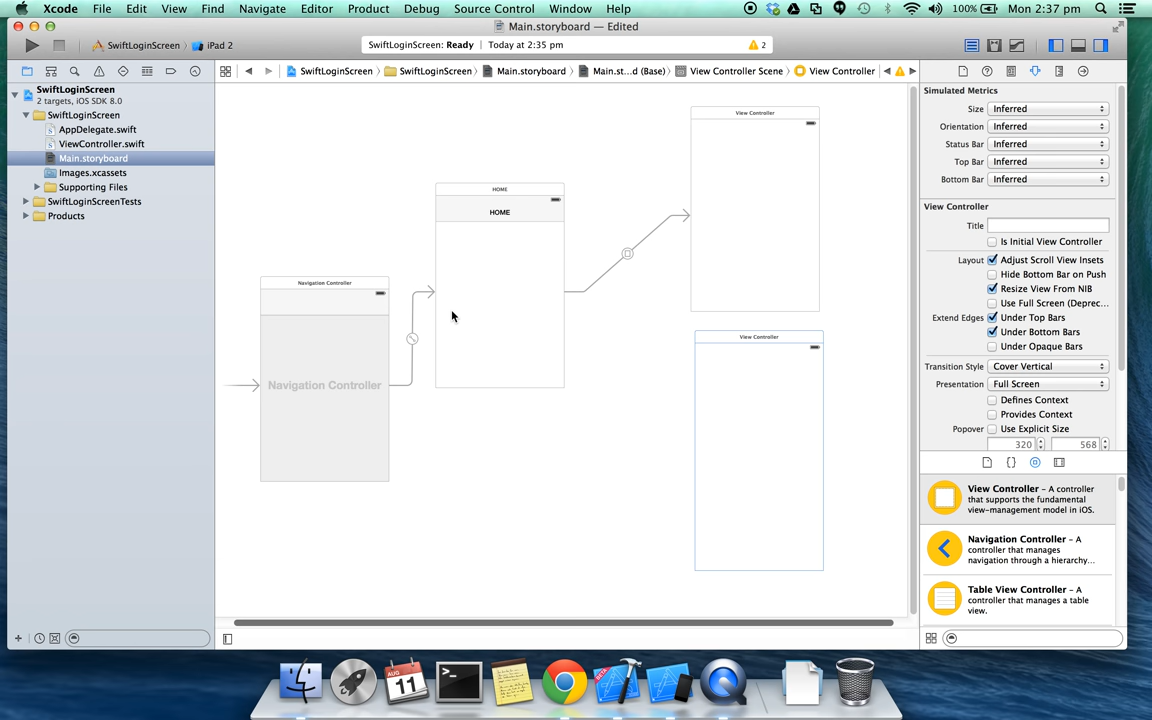 Xcode File Edit View Find Navigate Editor Product Debug Source Control Window Help 100% Mon 2:37 pm
Main.storyboard — Edited
SwiftLoginScreen iPad 2 SwiftLoginScreen: Ready Today at 2:35 pm 2
SwiftLoginScreen SwiftLoginScreen Main.storyboard Main.st...d (Base) View Controller Scene View Controller
SwiftLoginScreen
2 targets, iOS SDK 8.0
SwiftLoginScreen
AppDelegate.swift
ViewController.swift
Main.storyboard
Images.xcassets
Supporting Files
SwiftLoginScreenTests
Products
Navigation Controller
Navigation Controller
HOME
HOME
View Controller
View Controller
Simulated Metrics
Size Inferred
Orientation Inferred
Status Bar Inferred
Top Bar Inferred
Bottom Bar Inferred
View Controller
Title
Is Initial View Controller
Layout Adjust Scroll View Insets
Hide Bottom Bar on Push
Resize View From NIB
Use Full Screen (Deprec...
Extend Edges Under Top Bars
Under Bottom Bars
Under Opaque Bars
Transition Style Cover Vertical
Presentation Full Screen
Defines Context
Provides Context
Popover Use Explicit Size
320 568
View Controller – A controller
that supports the fundamental
view-management model in iOS.
Navigation Controller – A
controller that manages
navigation through a hierarchy...
Table View Controller – A
controller that manages a table
view.
AUG
11
BETA